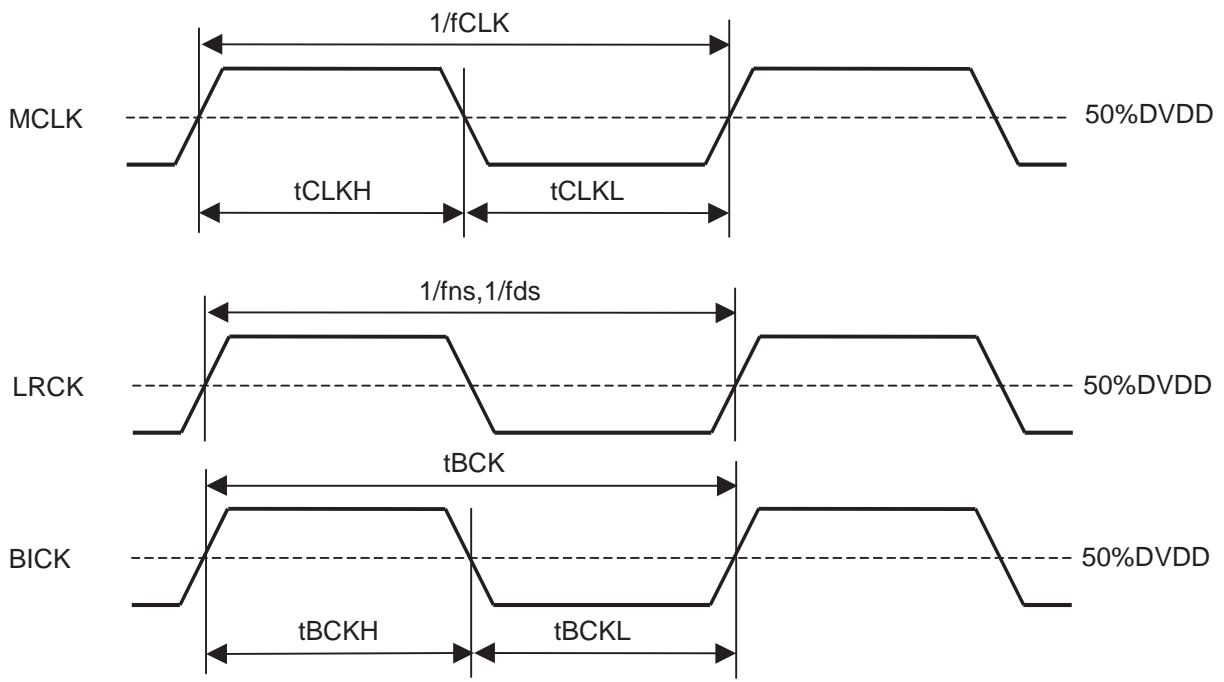 1/fCLK
MCLK
50%DVDD
tCLKH
tCLKL
1/fns,1/fds
LRCK
50%DVDD
tBCK
BICK
50%DVDD
tBCKH
tBCKL